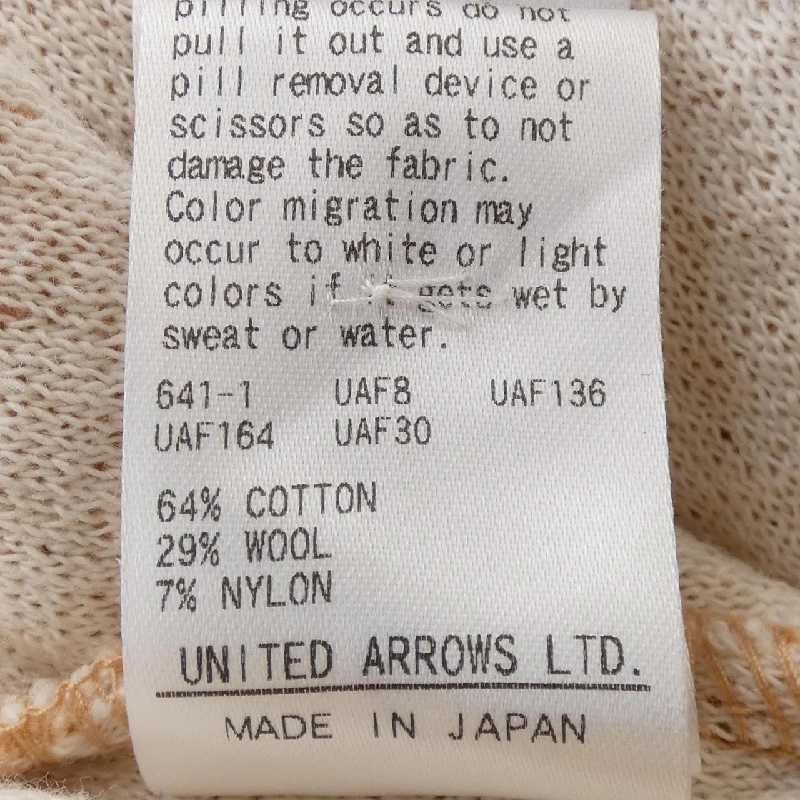 pilling occurs do not
pull it out and use a
pill removal device or
scissors so as to not
damage the fabric.
Color migration may
occur to white or light
colors if it gets wet by
sweat or water.
641-1 UAF8 UAF136
UAF164 UAF30
64% COTTON
29% WOOL
7% NYLON
UNITED ARROWS LTD.
MADE IN JAPAN